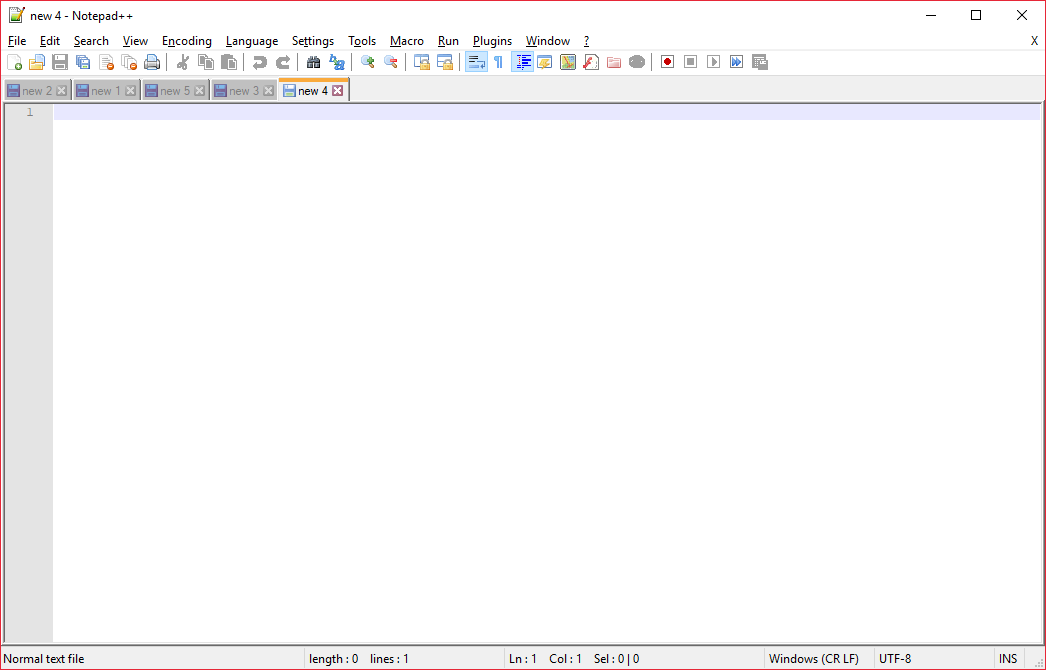 new 4 - Notepad++
File Edit Search View Encoding Language Settings Tools Macro Run Plugins Window ? X
new 2 new 1 new 5 new 3 new 4
1
Normal text file length : 0 lines : 1 Ln : 1 Col : 1 Sel : 0 | 0 Windows (CR LF) UTF-8 INS